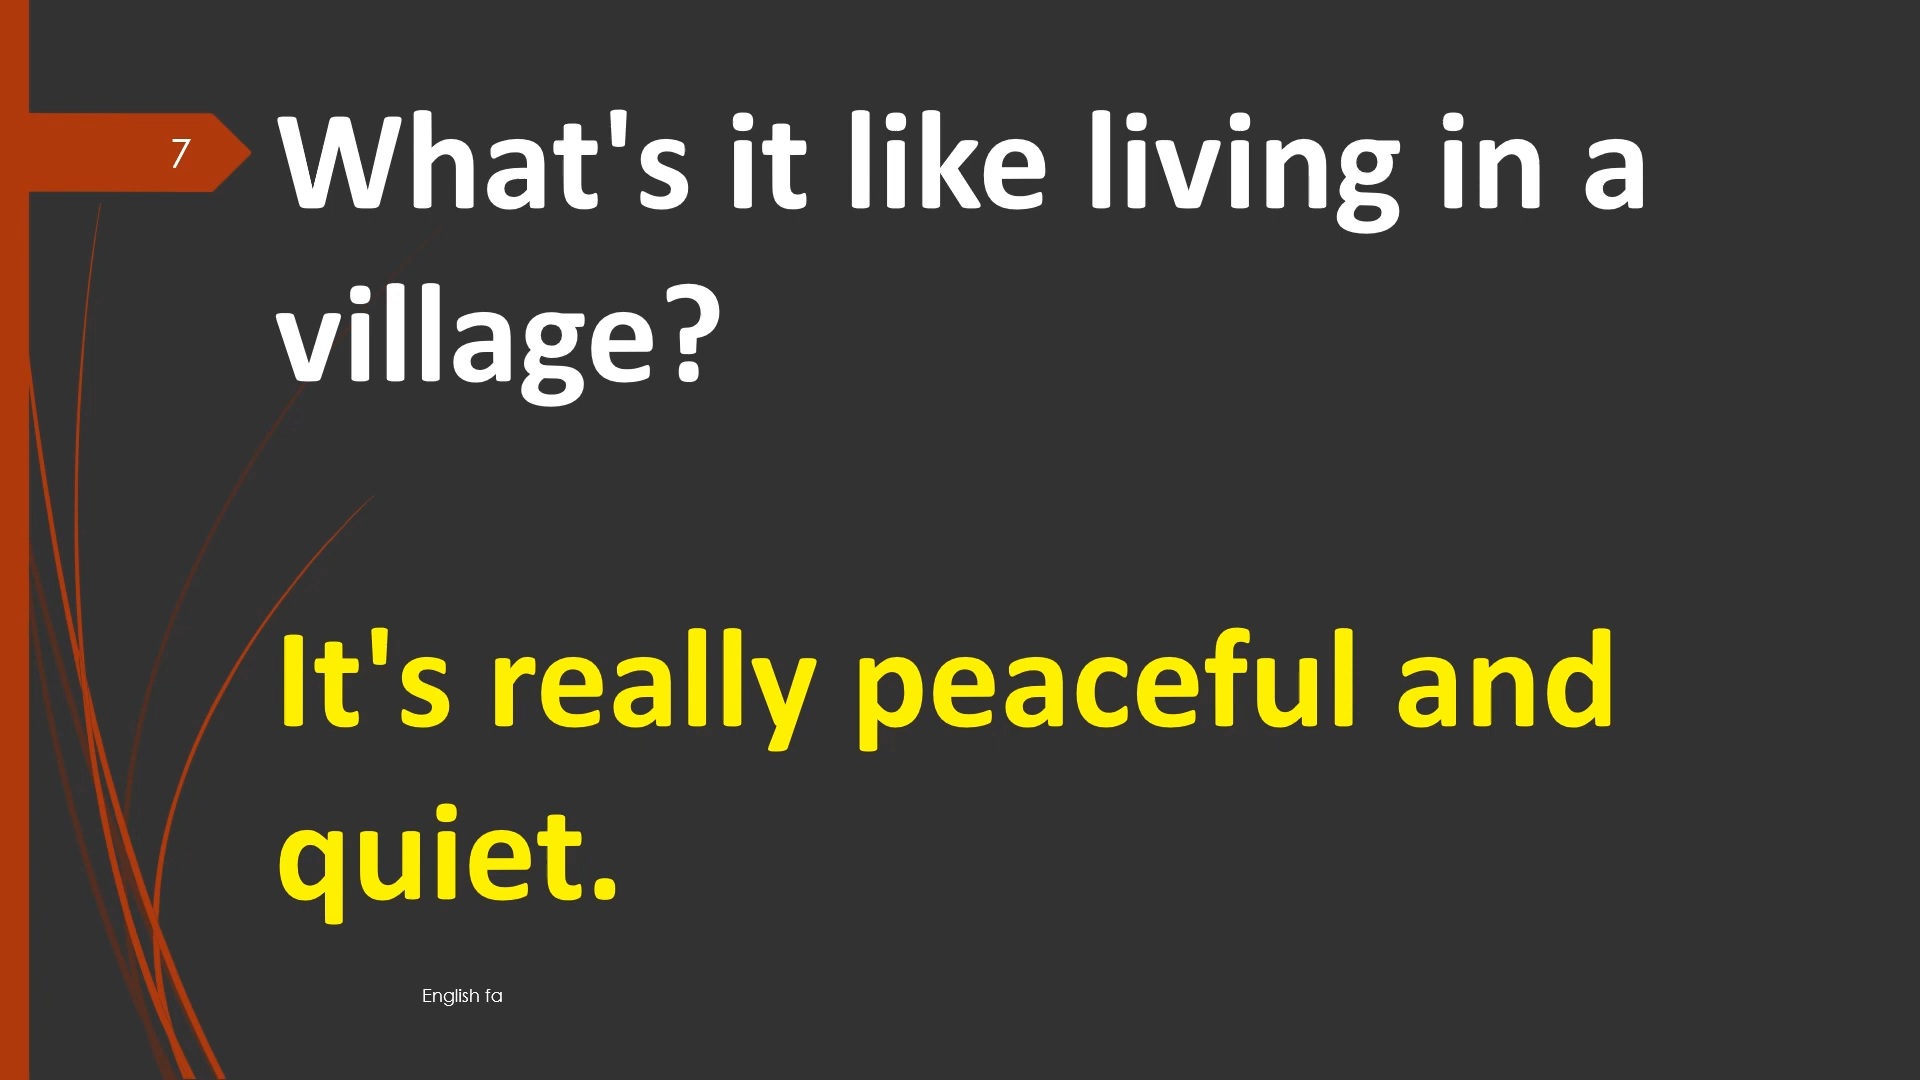 7
What's it like living in a
village?
It's really peaceful and
quiet.
English fa